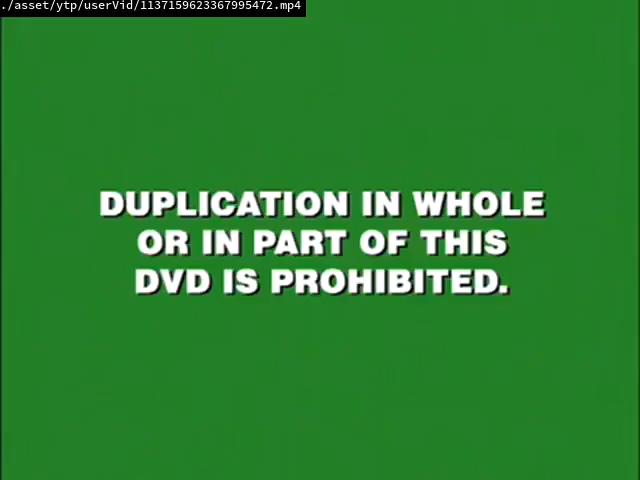 ./asset/ytp/userVid/1137159623367995472.mp4
DUPLICATION IN WHOLE
OR IN PART OF THIS
DVD IS PROHIBITED.